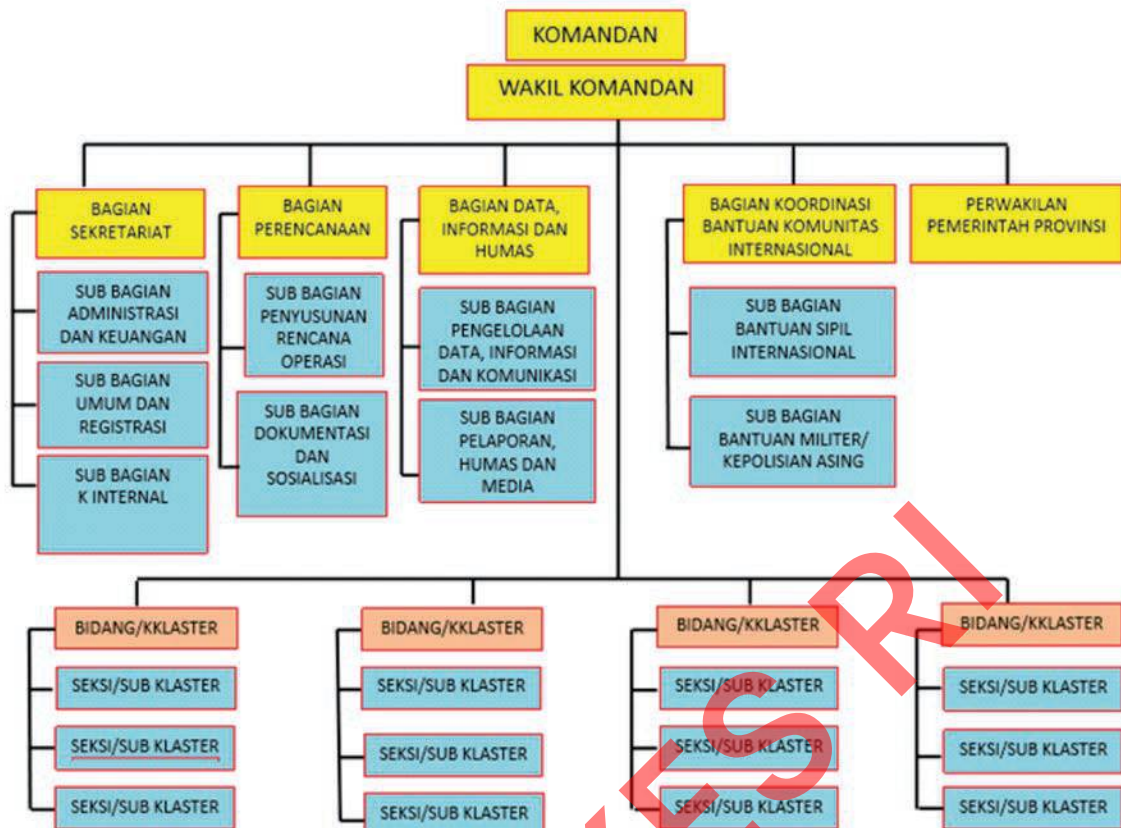 KOMANDAN
WAKIL KOMANDAN
BAGIAN
SEKRETARIAT
SUB BAGIAN
ADMINISTRASI
DAN KEUANGAN
SUB BAGIAN
UMUM DAN
REGISTRASI
SUB BAGIAN
K INTERNAL
BAGIAN
PERENCANAAN
SUB BAGIAN
PENYUSUNAN
RENCANA
OPERASI
SUB BAGIAN
DOKUMENTASI
DAN
SOSIALISASI
BAGIAN DATA,
INFORMASI DAN
HUMAS
SUB BAGIAN
PENGELOLAAN
DATA, INFORMASI
DAN KOMUNIKASI
SUB BAGIAN
PELAPORAN,
HUMAS DAN
MEDIA
BAGIAN KOORDINASI
BANTUAN KOMUNITAS
INTERNASIONAL
SUB BAGIAN
BANTUAN SIPIL
INTERNASIONAL
SUB BAGIAN
BANTUAN MILITER/
KEPOLISIAN ASING
PERWAKILAN
PEMERINTAH PROVINSI
BIDANG/KKLASTER
SEKSI/SUB KLASTER
SEKSI/SUB KLASTER
SEKSI/SUB KLASTER
BIDANG/KKLASTER
SEKSI/SUB KLASTER
SEKSI/SUB KLASTER
SEKSI/SUB KLASTER
BIDANG/KKLASTER
SEKSI/SUB KLASTER
SEKSI/SUB KLASTER
SEKSI/SUB KLASTER
BIDANG/KKLASTER
SEKSI/SUB KLASTER
SEKSI/SUB KLASTER
SEKSI/SUB KLASTER
KES RI